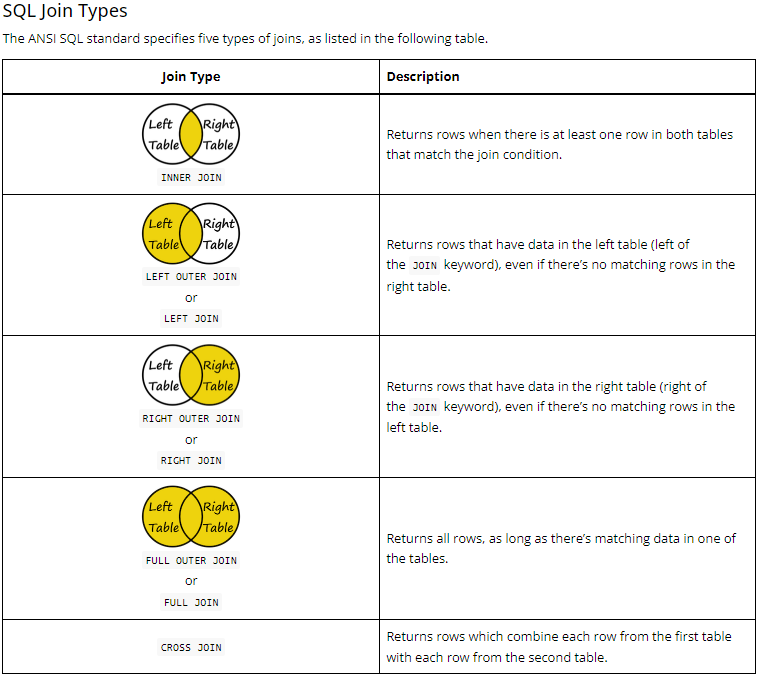 SQL Join Types
The ANSI SQL standard specifies five types of joins, as listed in the following table.
Join Type
Description
Left Right
Table Table
INNER JOIN
Returns rows when there is at least one row in both tables
that match the join condition.
Left Right
Table Table
LEFT OUTER JOIN
or
LEFT JOIN
Returns rows that have data in the left table (left of
the JOIN keyword), even if there’s no matching rows in the
right table.
Left Right
Table Table
RIGHT OUTER JOIN
or
RIGHT JOIN
Returns rows that have data in the right table (right of
the JOIN keyword), even if there’s no matching rows in the
left table.
Left Right
Table Table
FULL OUTER JOIN
or
FULL JOIN
Returns all rows, as long as there’s matching data in one of
the tables.
CROSS JOIN
Returns rows which combine each row from the first table
with each row from the second table.